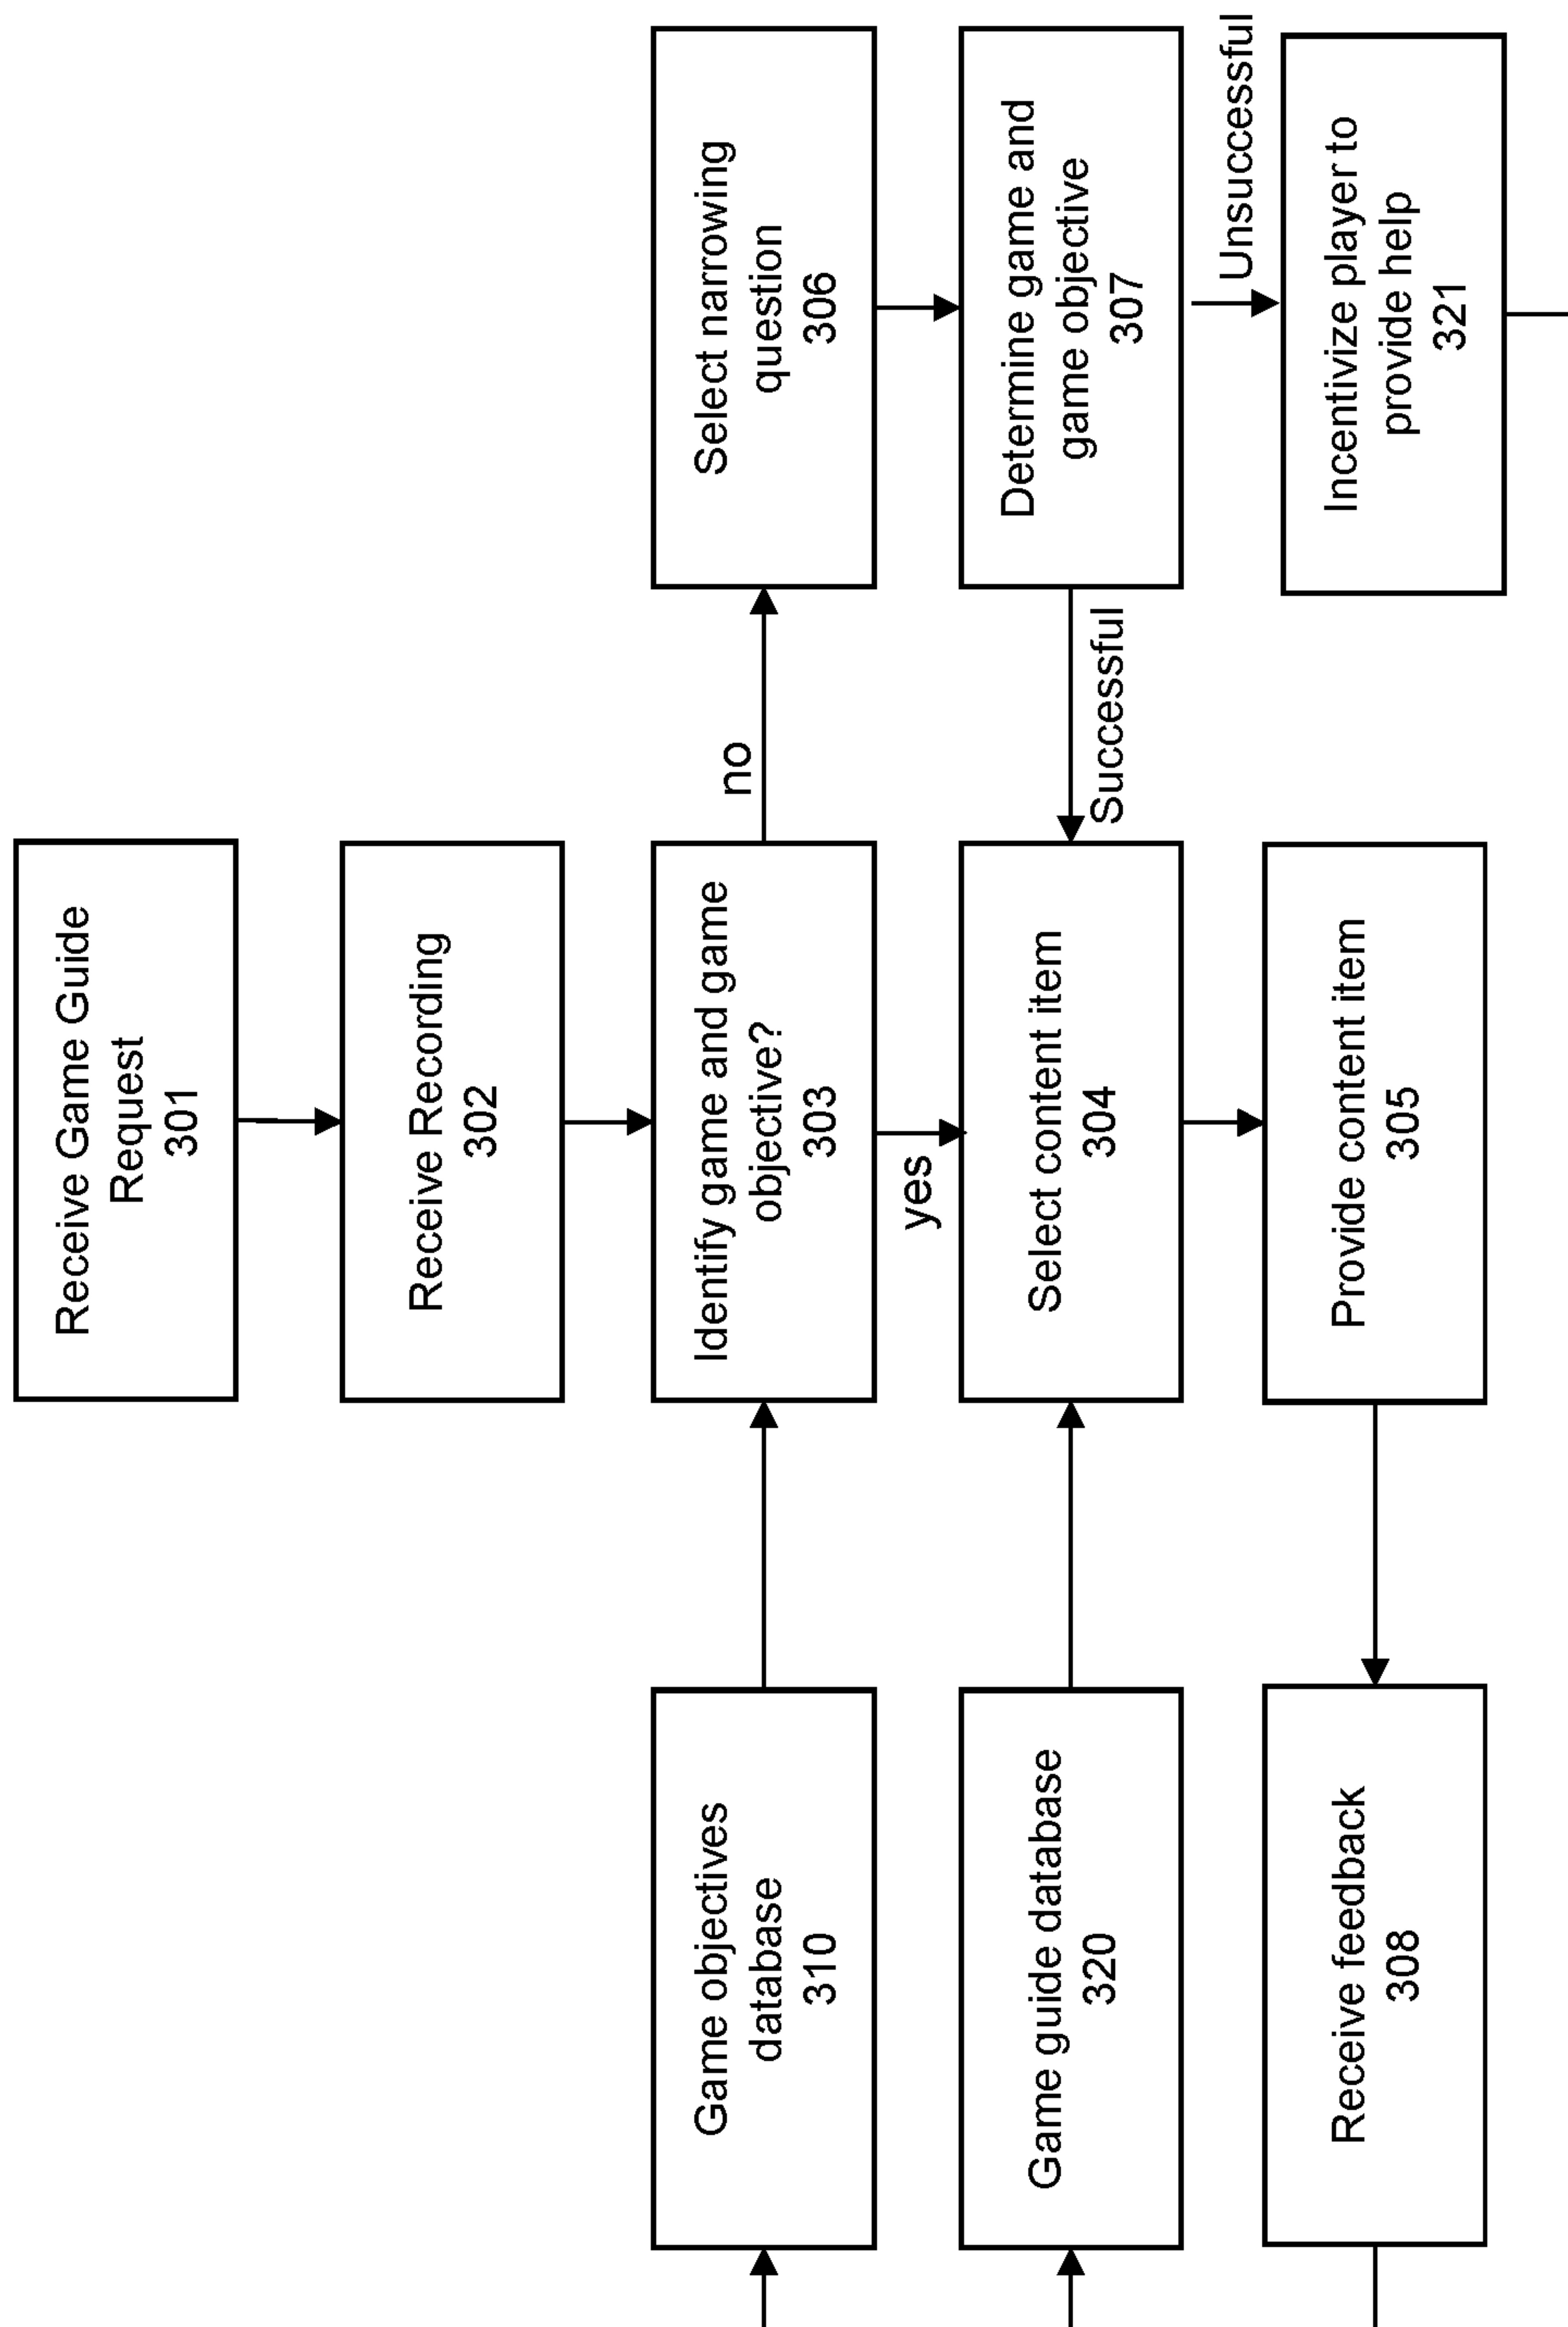 Receive Game Guide
Request
301
Receive Recording
302
Game objectives
database
310
Identify game and game
objective?
303
no
Select narrowing
question
306
yes
Game guide database
320
Select content item
304
Successful
Determine game and
game objective
307
Unsuccessful
Receive feedback
308
Provide content item
305
Incentivize player to
provide help
321